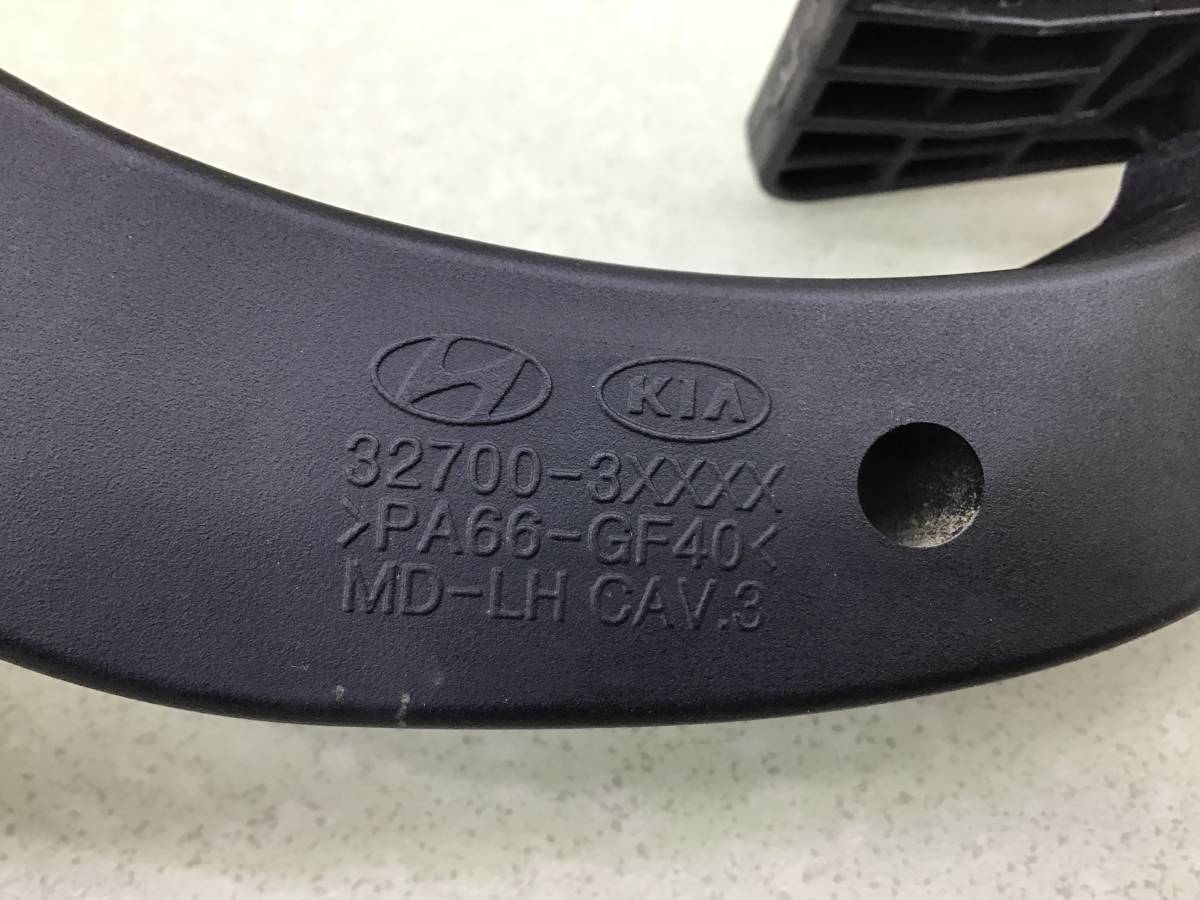 KIA
32700-3XXXX
>PA66-GF40<
MD-LH CAV.3